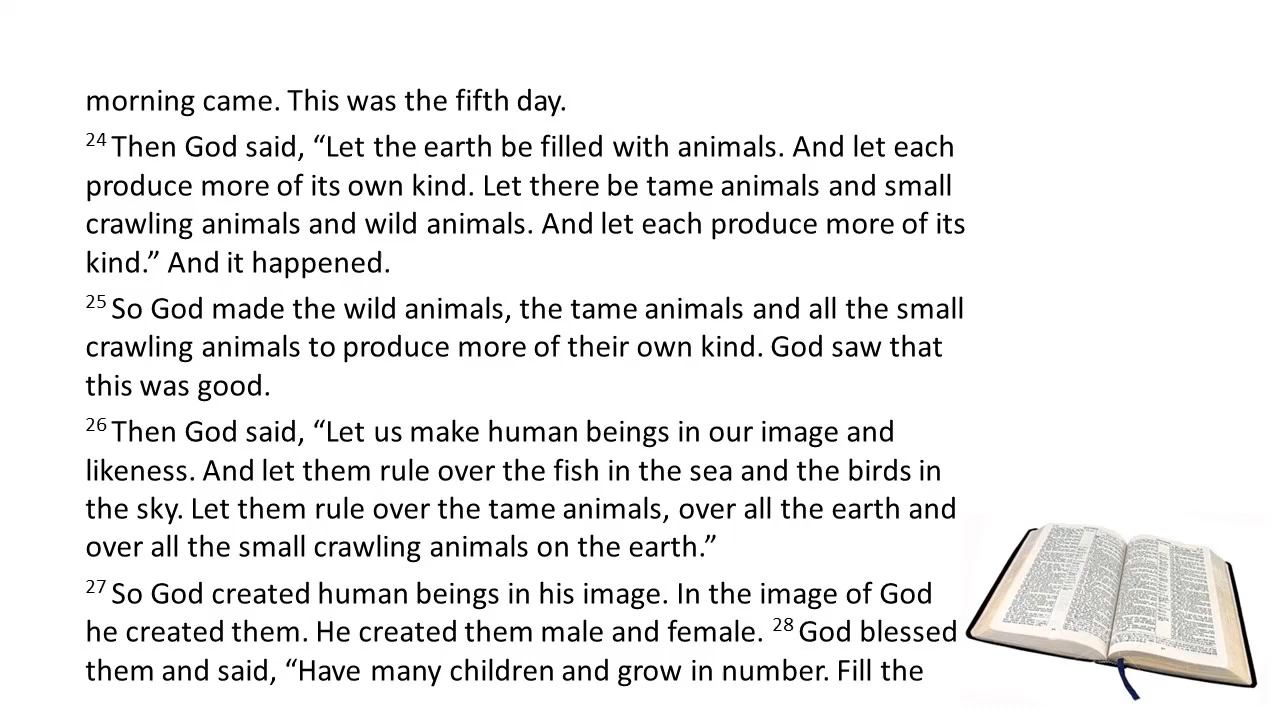 morning came. This was the fifth day.
24 Then God said, “Let the earth be filled with animals. And let each
produce more of its own kind. Let there be tame animals and small
crawling animals and wild animals. And let each produce more of its
kind.” And it happened.
25 So God made the wild animals, the tame animals and all the small
crawling animals to produce more of their own kind. God saw that
this was good.
26 Then God said, “Let us make human beings in our image and
likeness. And let them rule over the fish in the sea and the birds in
the sky. Let them rule over the tame animals, over all the earth and
over all the small crawling animals on the earth.”
27 So God created human beings in his image. In the image of God
he created them. He created them male and female. 28 God blessed
them and said, “Have many children and grow in number. Fill the